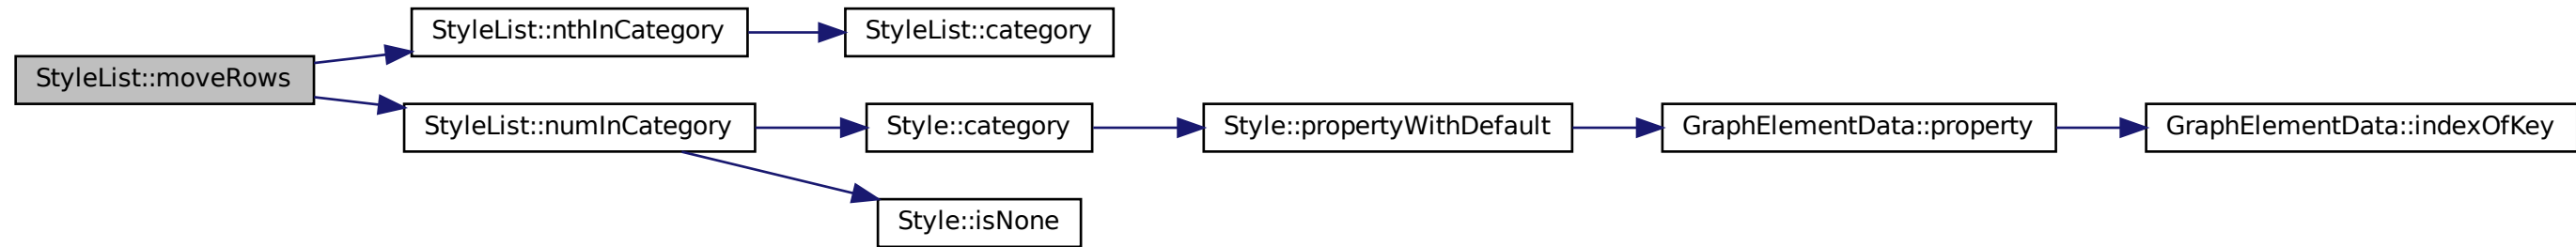 StyleList::nthInCategory
StyleList::category
StyleList::moveRows
StyleList::numInCategory
Style::category
Style::propertyWithDefault
GraphElementData::property
GraphElementData::indexOfKey
Style::isNone